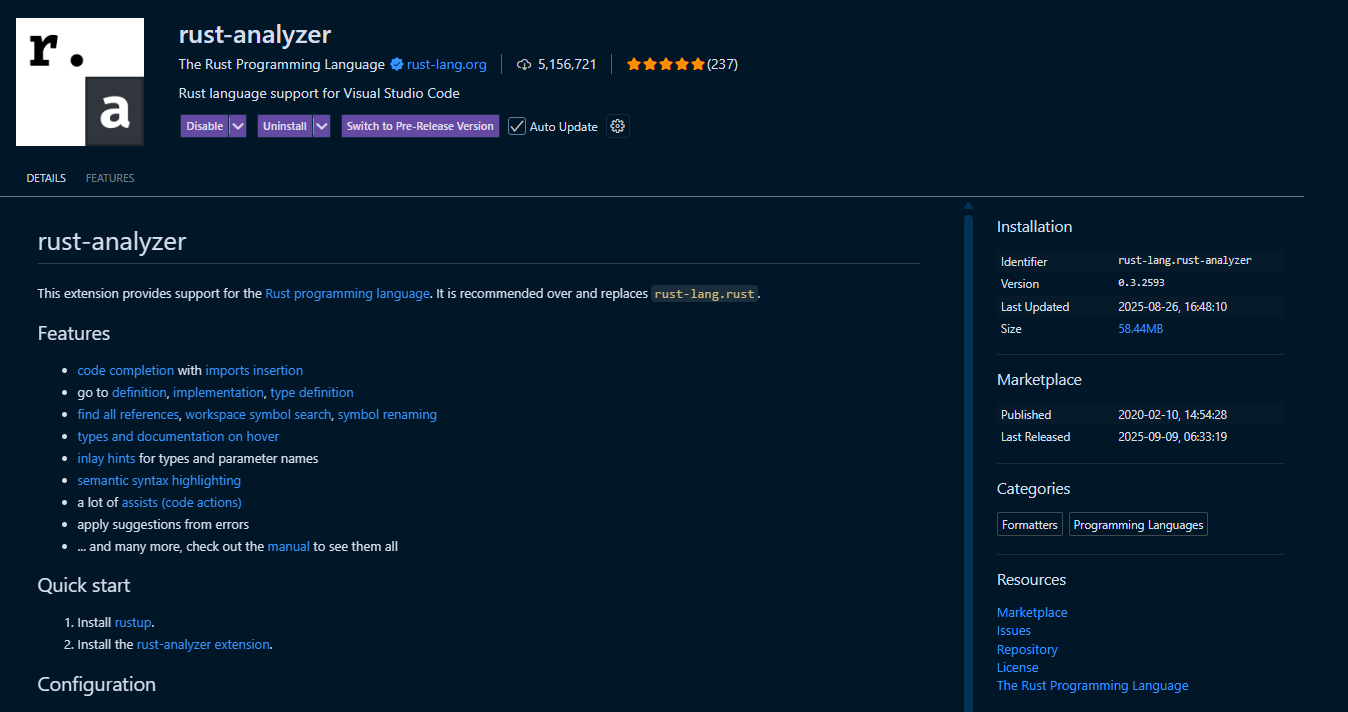 r.
a
rust-analyzer
The Rust Programming Language rust-lang.org 5,156,721 (237)
Rust language support for Visual Studio Code
Disable Uninstall Switch to Pre-Release Version Auto Update
DETAILS FEATURES
rust-analyzer
This extension provides support for the Rust programming language. It is recommended over and replaces rust-lang.rust.
Features
• code completion with imports insertion
• go to definition, implementation, type definition
• find all references, workspace symbol search, symbol renaming
• types and documentation on hover
• inlay hints for types and parameter names
• semantic syntax highlighting
• a lot of assists (code actions)
• apply suggestions from errors
• ... and many more, check out the manual to see them all
Quick start
1. Install rustup.
2. Install the rust-analyzer extension.
Configuration
Installation
Identifier rust-lang.rust-analyzer
Version 0.3.2593
Last Updated 2025-08-26, 16:48:10
Size 58.44MB
Marketplace
Published 2020-02-10, 14:54:28
Last Released 2025-09-09, 06:33:19
Categories
Formatters Programming Languages
Resources
Marketplace
Issues
Repository
License
The Rust Programming Language